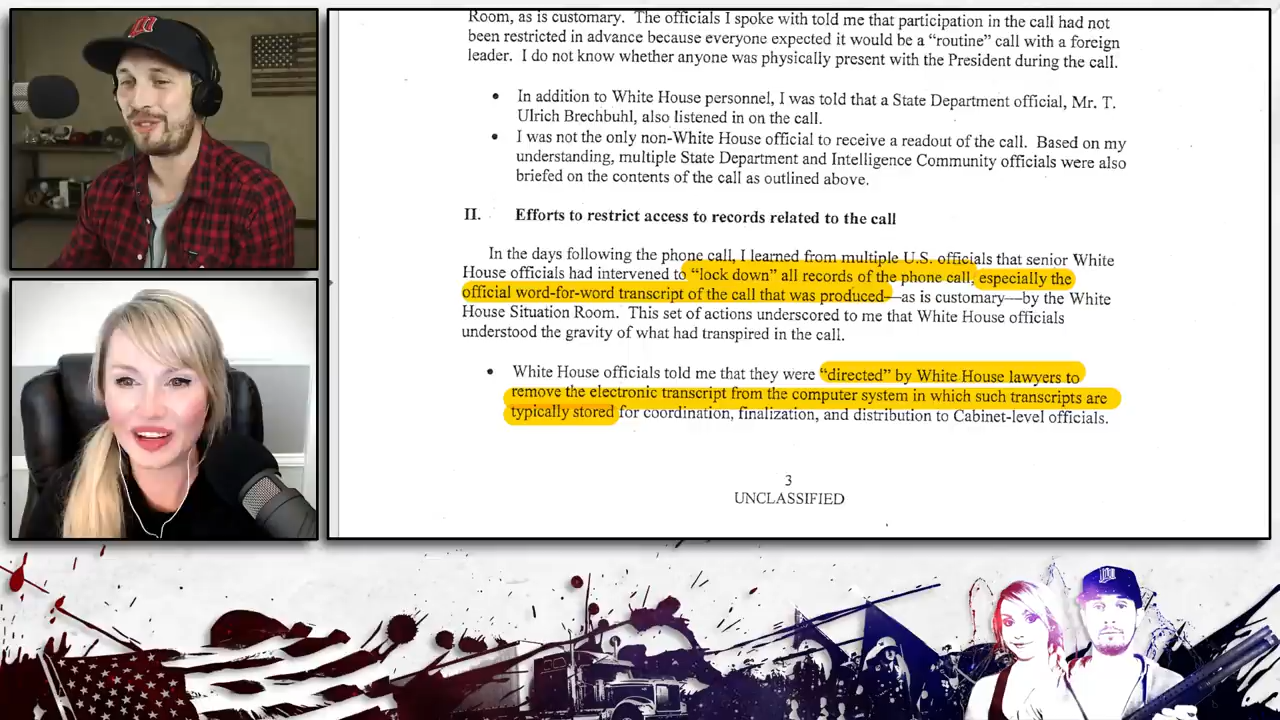 Room, as is customary. The officials I spoke with told me that participation in the call had not
been restricted in advance because everyone expected it would be a “routine” call with a foreign
leader. I do not know whether anyone was physically present with the President during the call.
• In addition to White House personnel, I was told that a State Department official, Mr. T.
Ulrich Brechbuhl, also listened in on the call.
• I was not the only non-White House official to receive a readout of the call. Based on my
understanding, multiple State Department and Intelligence Community officials were also
briefed on the contents of the call as outlined above.
II. Efforts to restrict access to records related to the call
In the days following the phone call, I learned from multiple U.S. officials that senior White
House officials had intervened to “lock down” all records of the phone call, especially the
official word-for-word transcript of the call that was produced—as is customary—by the White
House Situation Room. This set of actions underscored to me that White House officials
understood the gravity of what had transpired in the call.
• White House officials told me that they were “directed” by White House lawyers to
remove the electronic transcript from the computer system in which such transcripts are
typically stored for coordination, finalization, and distribution to Cabinet-level officials.
3
UNCLASSIFIED